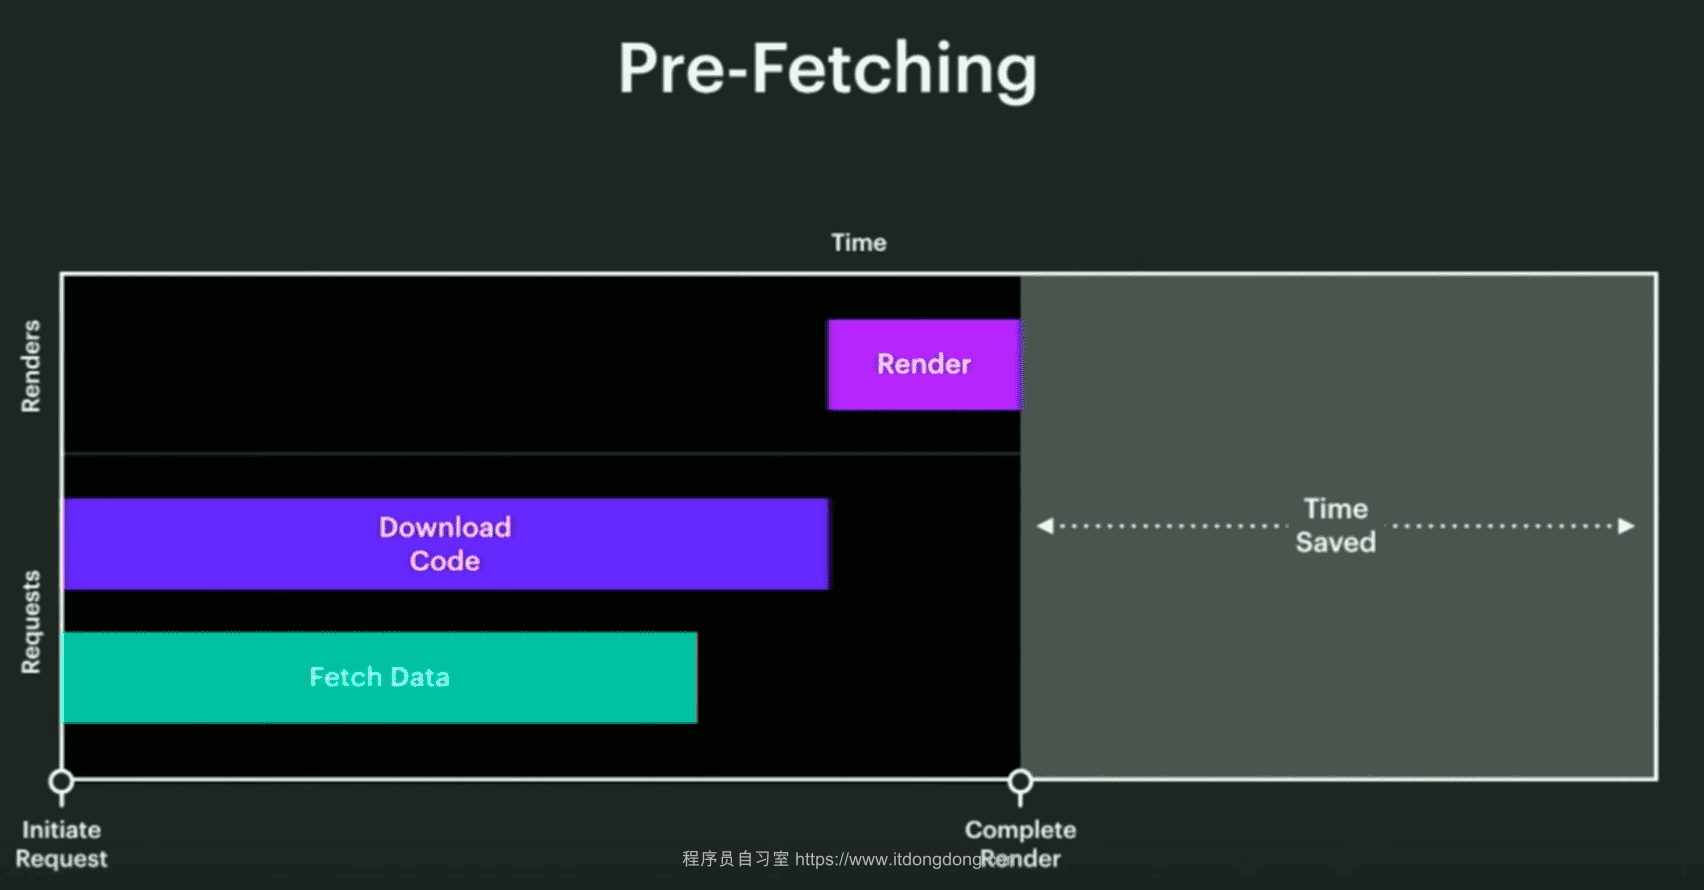 Pre-Fetching
Time
Renders
Render
Download
Code
Time
Saved
Requests
Fetch Data
Initiate
Request
Complete
Render
程序员自习室 https://www.itdongdong